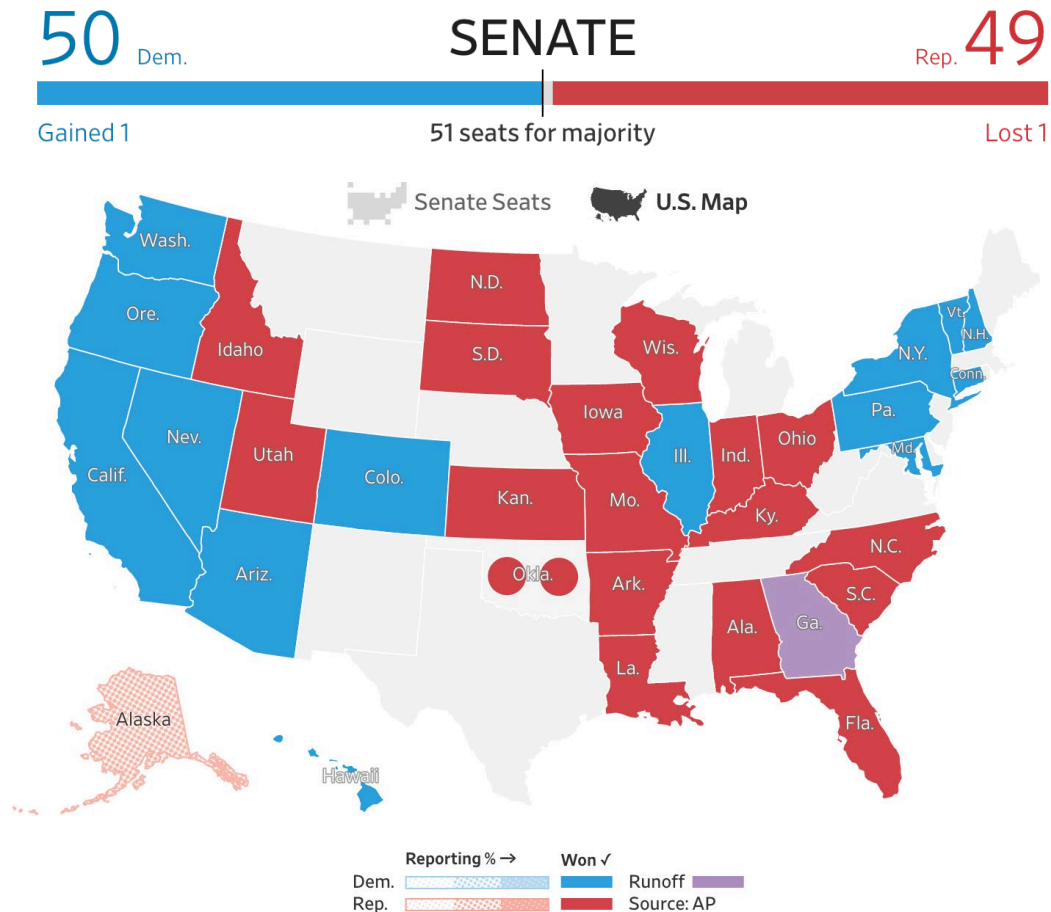 50 Dem. SENATE Rep. 49
Gained 1 51 seats for majority Lost 1
Senate Seats U.S. Map
Wash.
Ore.
Idaho
N.D.
S.D.
Wis.
Vt.
N.H.
N.Y.
Conn.
Pa.
Md.
Nev.
Utah
Calif.
Colo.
Iowa
Ill.
Ind.
Ohio
Kan.
Mo.
Ky.
N.C.
S.C.
Ariz.
Okla.
Ark.
Ala.
Ga.
La.
Fla.
Alaska
Hawaii
Reporting % → Won ✓
Dem. Runoff
Rep. Source: AP